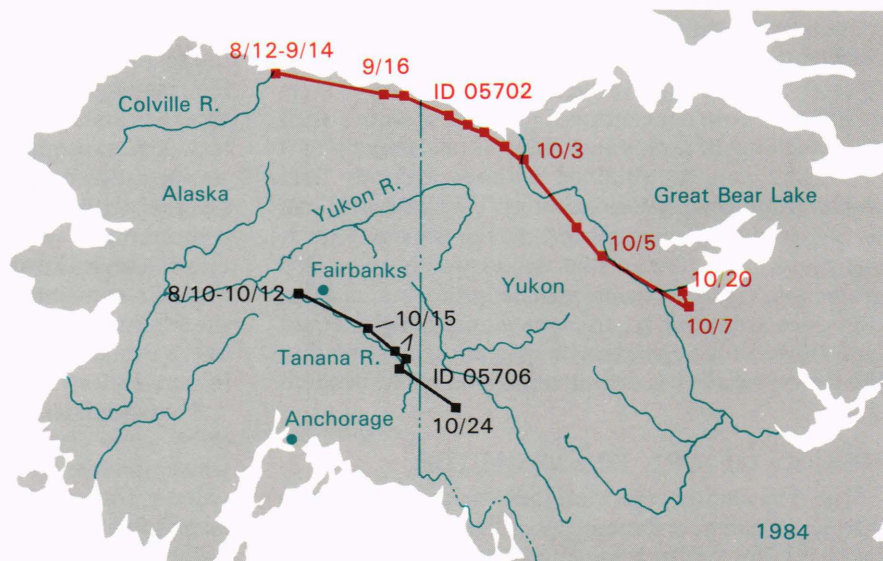 8/12-9/14
9/16
ID 05702
Colville R.
10/3
Alaska
Yukon R.
Great Bear Lake
10/5
Fairbanks
8/10-10/12
Yukon
10/20
10/15
10/7
Tanana R.
ID 05706
Anchorage
10/24
1984